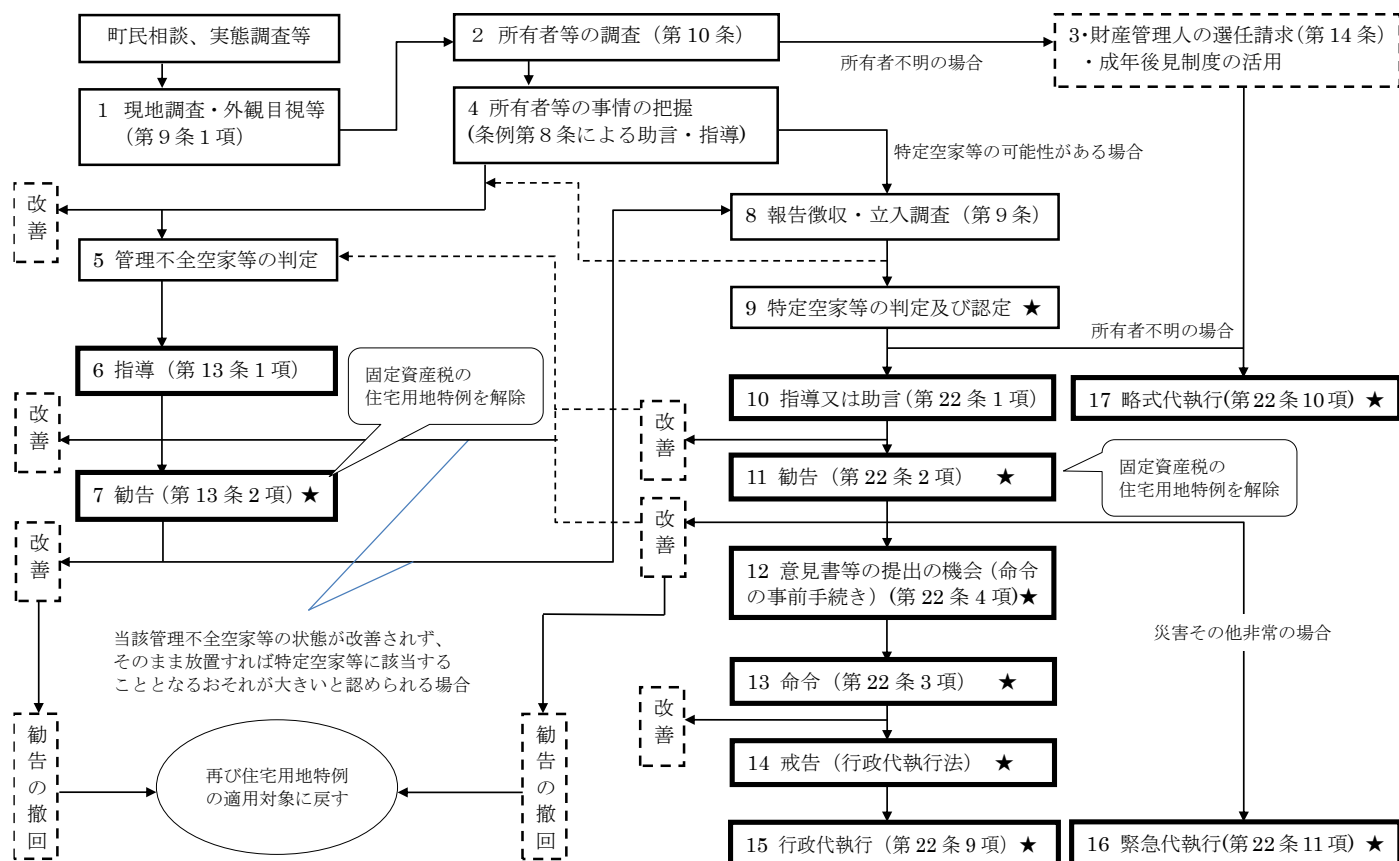 町民相談、実態調査等
1 現地調査・外観目視等
(第9条1項)
2 所有者等の調査(第10条)
所有者不明の場合
3・財産管理人の選任請求(第14条)
・成年後見制度の活用
4 所有者等の事情の把握
(条例第8条による助言・指導)
特定空家等の可能性がある場合
改善
5 管理不全空家等の判定
8 報告徴収・立入調査(第9条)
9 特定空家等の判定及び認定 ★
所有者不明の場合
6 指導(第13条1項)
固定資産税の
住宅用地特例を解除
10 指導又は助言(第22条1項)
17 略式代執行(第22条10項) ★
改善
改善
7 勧告(第13条2項)★
11 勧告(第22条2項) ★
固定資産税の
住宅用地特例を解除
改善
改善
12 意見書等の提出の機会(命令
の事前手続き)(第22条4項)★
災害その他非常の場合
当該管理不全空家等の状態が改善されず、
そのまま放置すれば特定空家等に該当する
こととなるおそれが大きいと認められる場合
13 命令(第22条3項) ★
改善
勧告の撤回
再び住宅用地特例
の適用対象に戻す
勧告の撤回
14 戒告(行政代執行法) ★
15 行政代執行(第22条9項)★
16 緊急代執行(第22条11項) ★